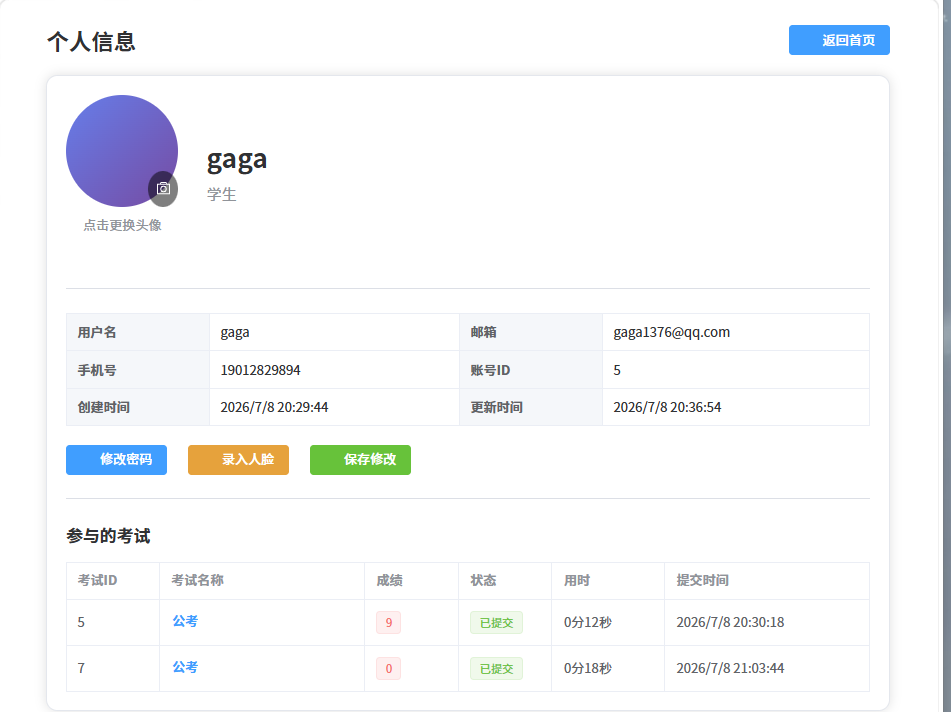 个人信息
返回首页
gaga
学生
点击更换头像
用户名 gaga 邮箱 gaga1376@qq.com
手机号 19012829894 账号ID 5
创建时间 2026/7/8 20:29:44 更新时间 2026/7/8 20:36:54
修改密码 录入人脸 保存修改
参与的考试
考试ID 考试名称 成绩 状态 用时 提交时间
5 公考 9 已提交 0分12秒 2026/7/8 20:30:18
7 公考 0 已提交 0分18秒 2026/7/8 21:03:44